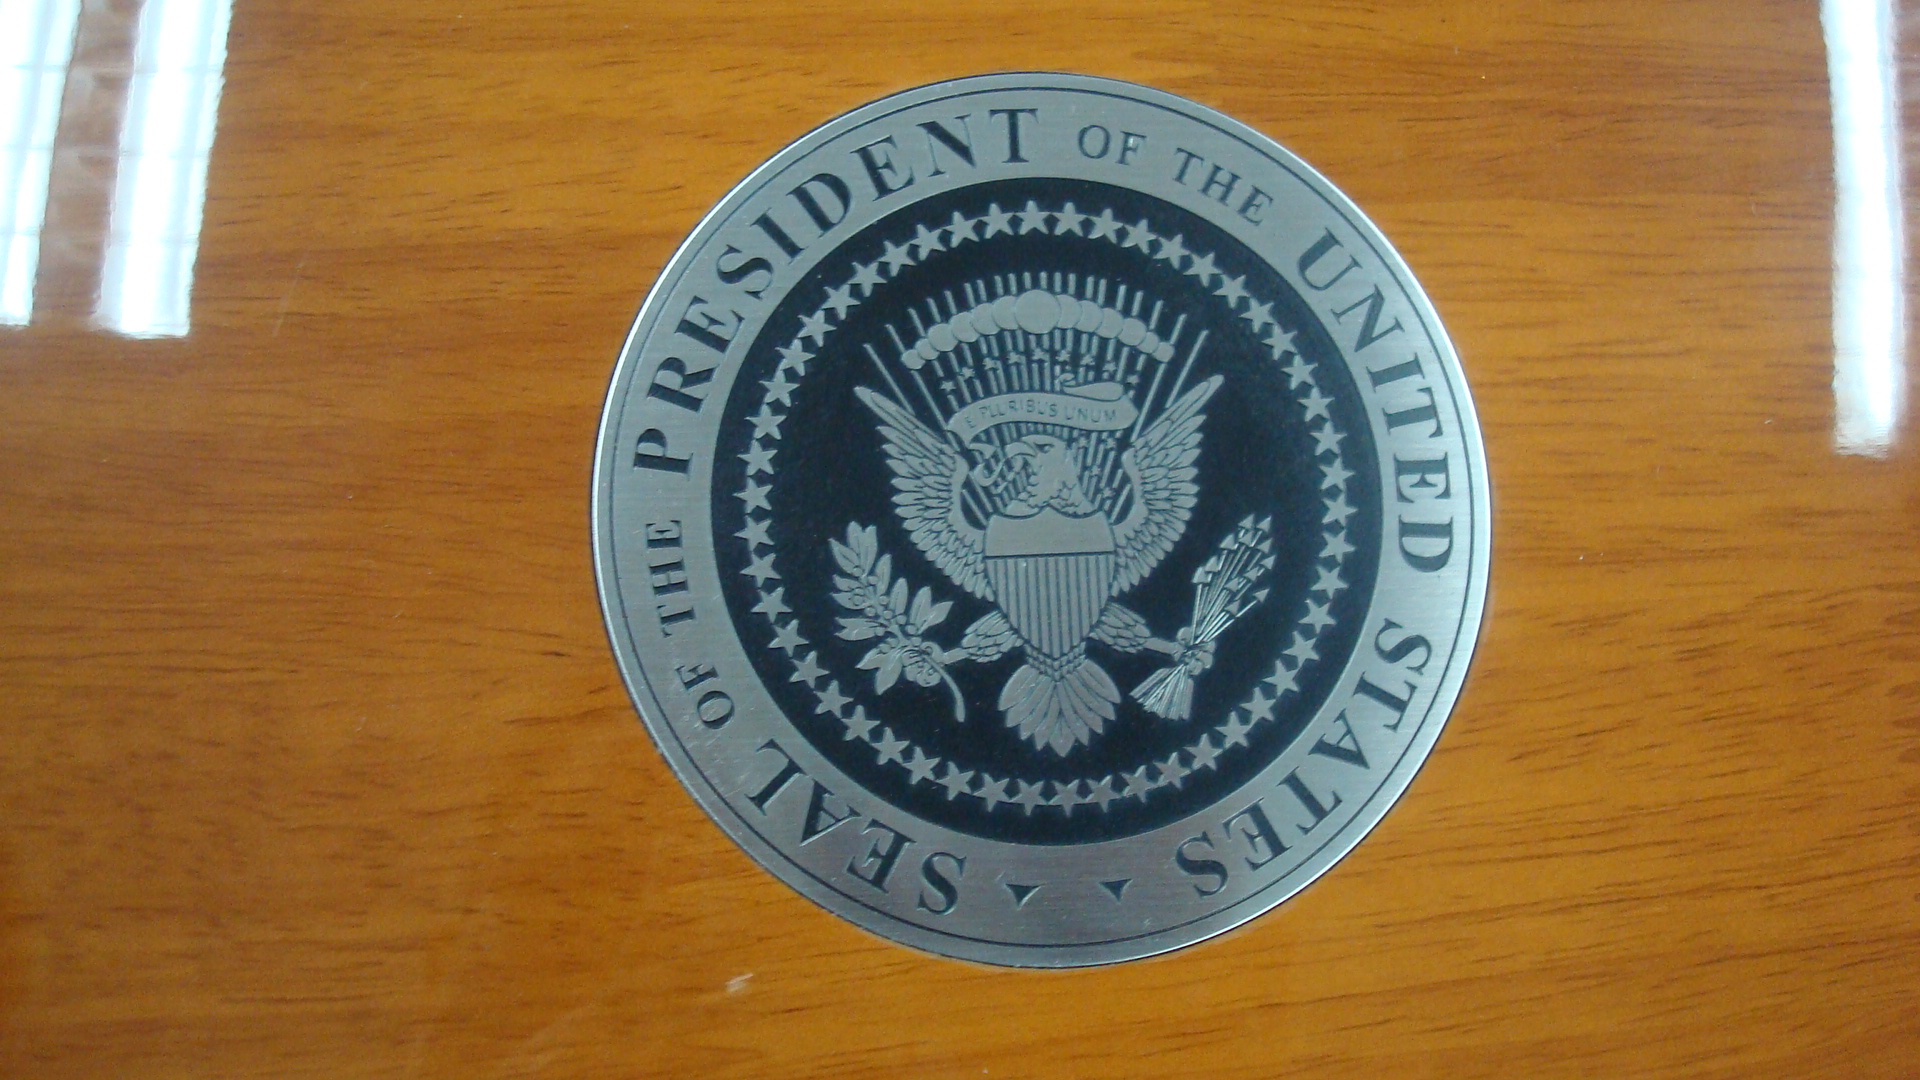 SEAL OF THE PRESIDENT OF THE UNITED STATES
E PLURIBUS UNUM